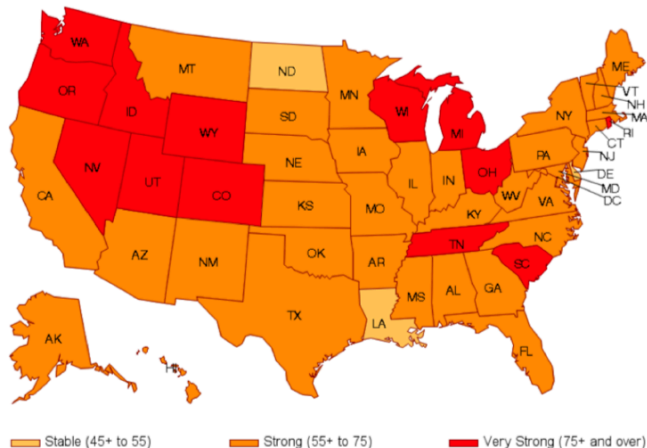 WA
MT
ND
MN
ME
VT
NH
MA
RI
CT
NJ
DE
MD
DC
OR
ID
WY
SD
WI
MI
NY
NV
UT
CO
NE
IA
IL
IN
OH
PA
WV
VA
CA
KS
MO
KY
NC
AZ
NM
OK
AR
TN
SC
TX
LA
MS
AL
GA
FL
AK
HI
Stable (45+ to 55)
Strong (55+ to 75)
Very Strong (75+ and over)